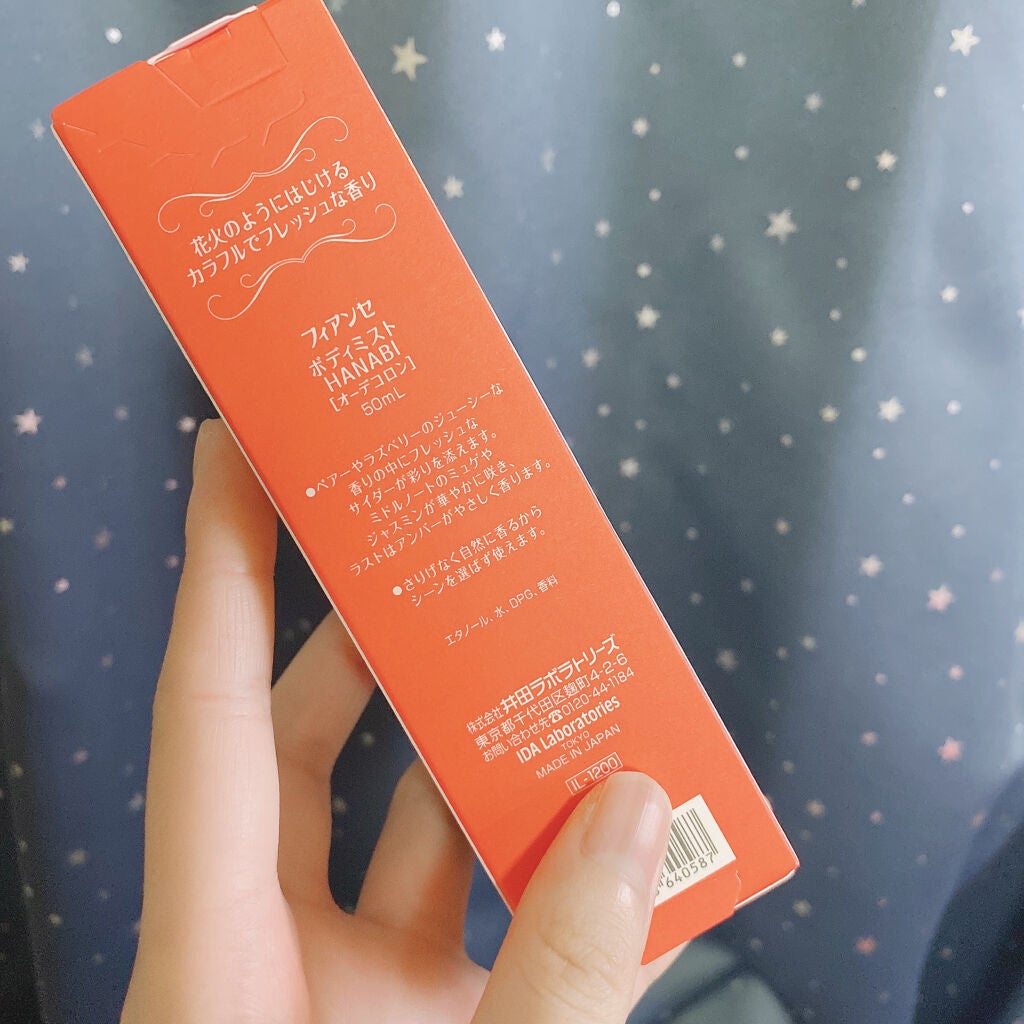 花火のようにはじける
カラフルでフレッシュな香り
フィアンセ
ボディミスト
HANABI
[オーデコロン]
50mL
●ペアーやラズベリーのジューシーな
香りの中にフレッシュな
サイダーが彩りを添えます。
ミドルノートのミュゲや
ジャスミンが華やかに咲き、
ラストはアンバーがやさしく香ります。
●さりげなく自然に香るから
シーンを選ばず使えます。
エタノール、水、DPG、香料
株式会社 井田ラボラトリーズ
東京都千代田区麹町4-2-6
お問い合わせ先☎0120-44-1184
IDA Laboratories
TOKYO
MADE IN JAPAN
IL-1200
640587